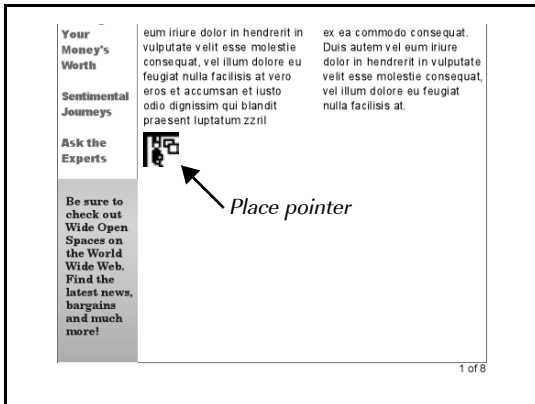 Your
Money's
Worth
Sentimental
Journeys
Ask the
Experts
Be sure to
check out
Wide Open
Spaces on
the World
Wide Web.
Find the
latest news,
bargains
and much
more!
eum iriure dolor in hendrerit in
vulputate velit esse molestie
consequat, vel illum dolore eu
feugiat nulla facilisis at vero
eros et accumsan et iusto
odio dignissim qui blandit
praesent luptatum zzril
ex ea commodo consequat.
Duis autem vel eum iriure
dolor in hendrerit in vulputate
velit esse molestie consequat,
vel illum dolore eu feugiat
nulla facilisis at.
Place pointer
1 of 8